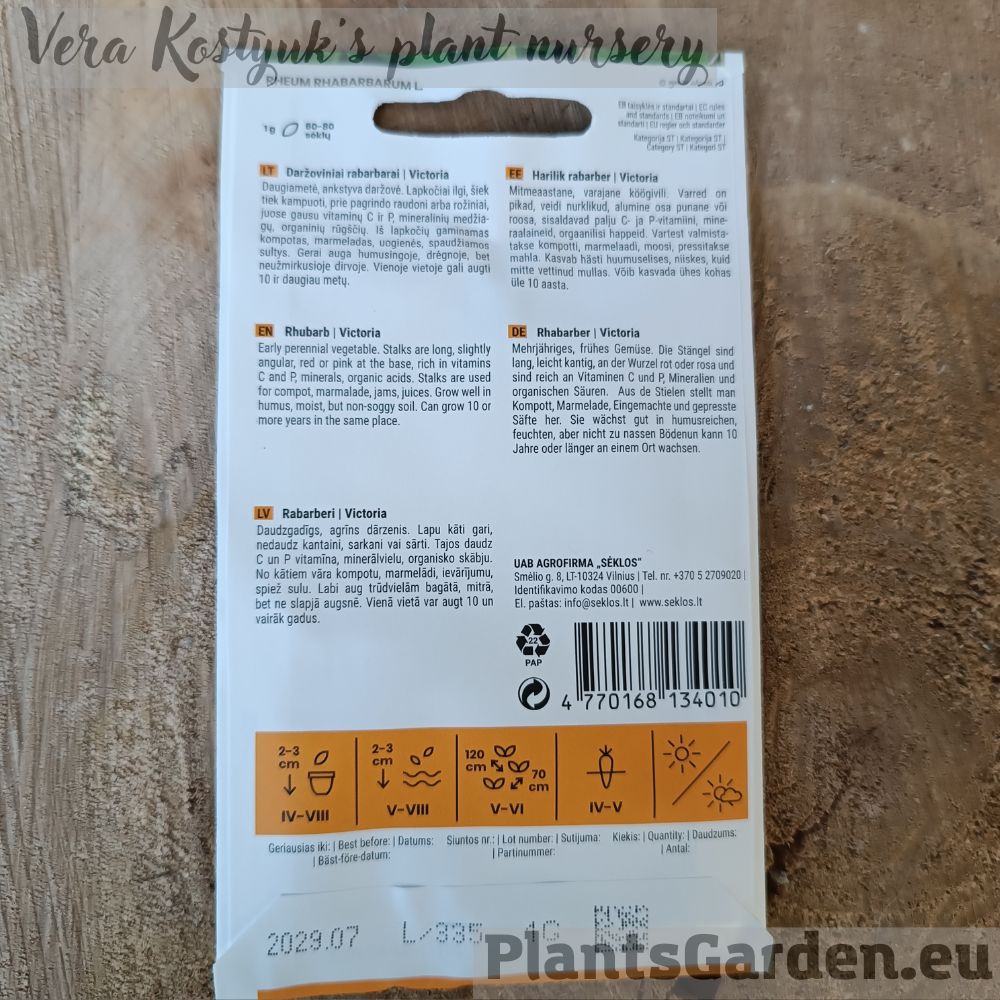 Vera Kostyuk's plant nursery
RHEUM RHABARBARUM L.
1g 60-80
sėklų
EB taisyklės ir standartai | EC rules
and standards | EB noteikumi un
standarti | EU regler och standarder
Kategorija ST | Kategorija ST |
Category ST | Kategori ST
LT Daržoviniai rabarbarai | Victoria
Daugiametė, ankstyva daržovė. Lapkočiai ilgi, šiek
tiek kampuoti, prie pagrindo raudoni arba rožiniai,
juose gausu vitaminų C ir P, mineralinių medžia-
gų, organinių rūgščių. Iš lapkočių gaminamas
kompotas, marmeladas, uogienės, spaudžiamos
sultys. Gerai auga humusingoje, drėgnoje, bet
neužmirkusioje dirvoje. Vienoje vietoje gali augti
10 ir daugiau metų.
EE Harilik rabarber | Victoria
Mitmeaastane, varajane köögivili. Varred on
pikad, veidi nurklikud, alumine osa punane või
roosa, sisaldavad palju C- ja P-vitamiini, mine-
raalaineid, orgaanilisi happeid. Vartest valmista-
takse kompotti, marmelaadi, moosi, pressitakse
mahla. Kasvab hästi huumuselises, niiskes, kuid
mitte vettinud mullas. Võib kasvada ühes kohas
üle 10 aasta.
EN Rhubarb | Victoria
Early perennial vegetable. Stalks are long, slightly
angular, red or pink at the base, rich in vitamins
C and P, minerals, organic acids. Stalks are used
for compot, marmalade, jams, juices. Grow well in
humus, moist, but non-soggy soil. Can grow 10 or
more years in the same place.
DE Rhabarber | Victoria
Mehrjähriges, frühes Gemüse. Die Stängel sind
lang, leicht kantig, an der Wurzel rot oder rosa und
sind reich an Vitaminen C und P, Mineralien und
organischen Säuren. Aus de Stielen stellt man
Kompott, Marmelade, Eingemachte und gepresste
Säfte her. Sie wächst gut in humusreichen,
feuchten, aber nicht zu nassen Bödenun kann 10
Jahre oder länger an einem Ort wachsen.
LV Rabarberi | Victoria
Daudzgadīgs, agrīns dārzenis. Lapu kāti gari,
nedaudz kantaini, sarkani vai sārti. Tajos daudz
C un P vitamīna, minerālvielu, organisko skābju.
No kātiem vāra kompotu, marmelādi, ievārījumu,
spiež sulu. Labi aug trūdvielām bagātā, mitrā,
bet ne slapjā augsnē. Vienā vietā var augt 10 un
vairāk gadus.
UAB AGROFIRMA „SĖKLOS"
Smėlio g. 8, LT-10324 Vilnius | Tel. nr. +370 5 2709020 |
Identifikavimo kodas 00600 |
El. paštas: info@seklos.lt | www.seklos.lt
22
PAP
4 770168 134010
2-3
cm
IV-VIII
2-3
cm
V-VIII
120
cm
70
cm
V-VI
IV-V
Geriausias iki: | Best before: | Datums:
| Bäst-före-datum:
Siuntos nr.: | Lot number: | Sutijuma:
| Partinummer:
Kiekis: | Quantity: | Daudzums:
| Antal:
2029.07 L/335 1G
PlantsGarden.eu